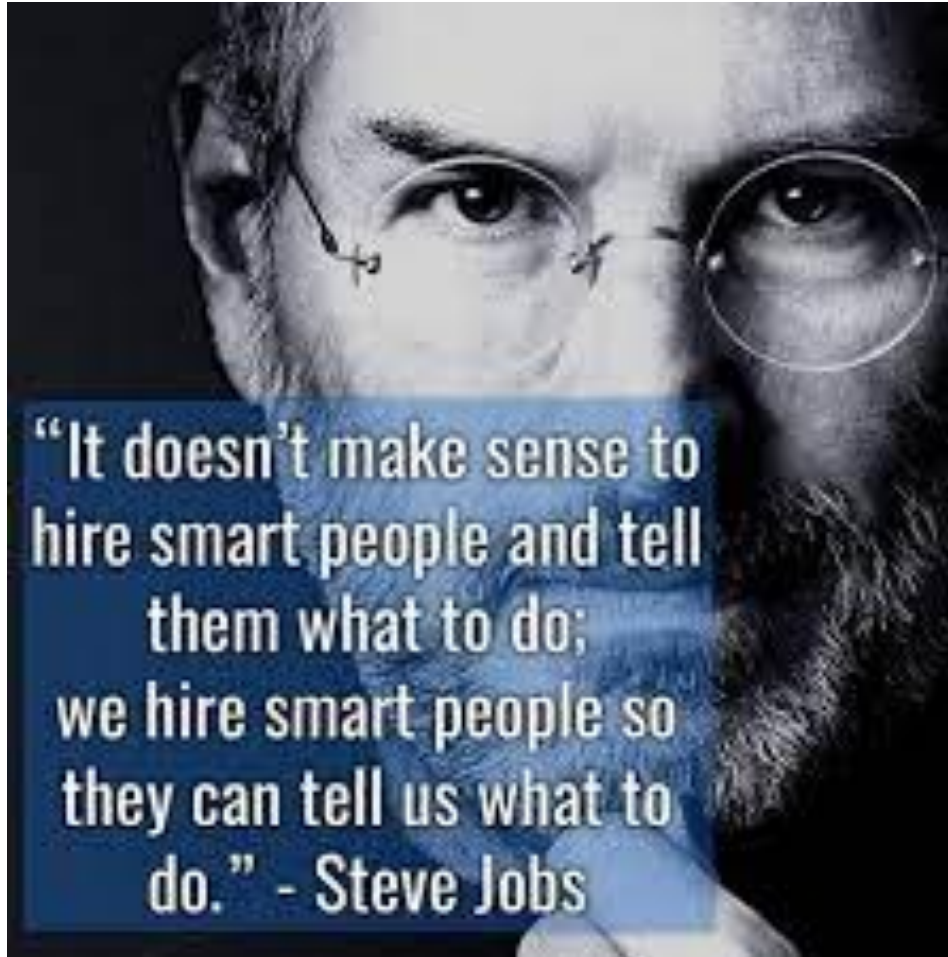 “It doesn’t make sense to
hire smart people and tell
them what to do;
we hire smart people so
they can tell us what to
do.” - Steve Jobs